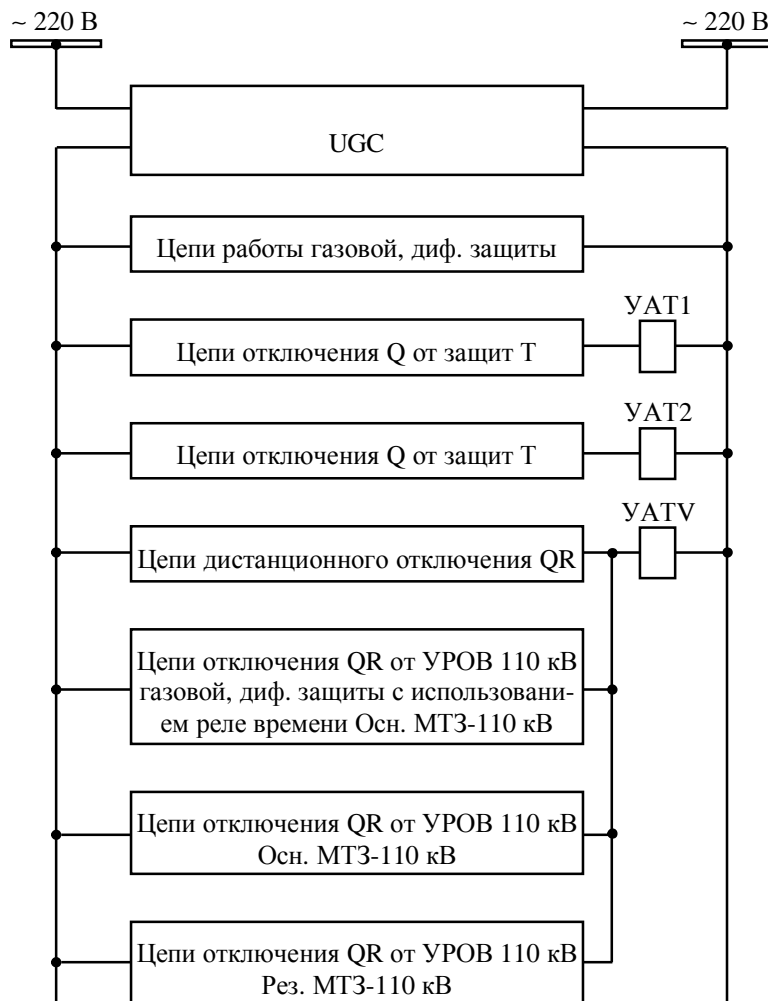 ~ 220 В
~ 220 В
UGC
Цепи работы газовой, диф. защиты
УАТ1
Цепи отключения Q от защит Т
УАТ2
Цепи отключения Q от защит Т
УАТV
Цепи дистанционного отключения QR
Цепи отключения QR от УРОВ 110 кВ
газовой, диф. защиты с использовани-
ем реле времени Осн. МТЗ-110 кВ
Цепи отключения QR от УРОВ 110 кВ
Осн. МТЗ-110 кВ
Цепи отключения QR от УРОВ 110 кВ
Рез. МТЗ-110 кВ